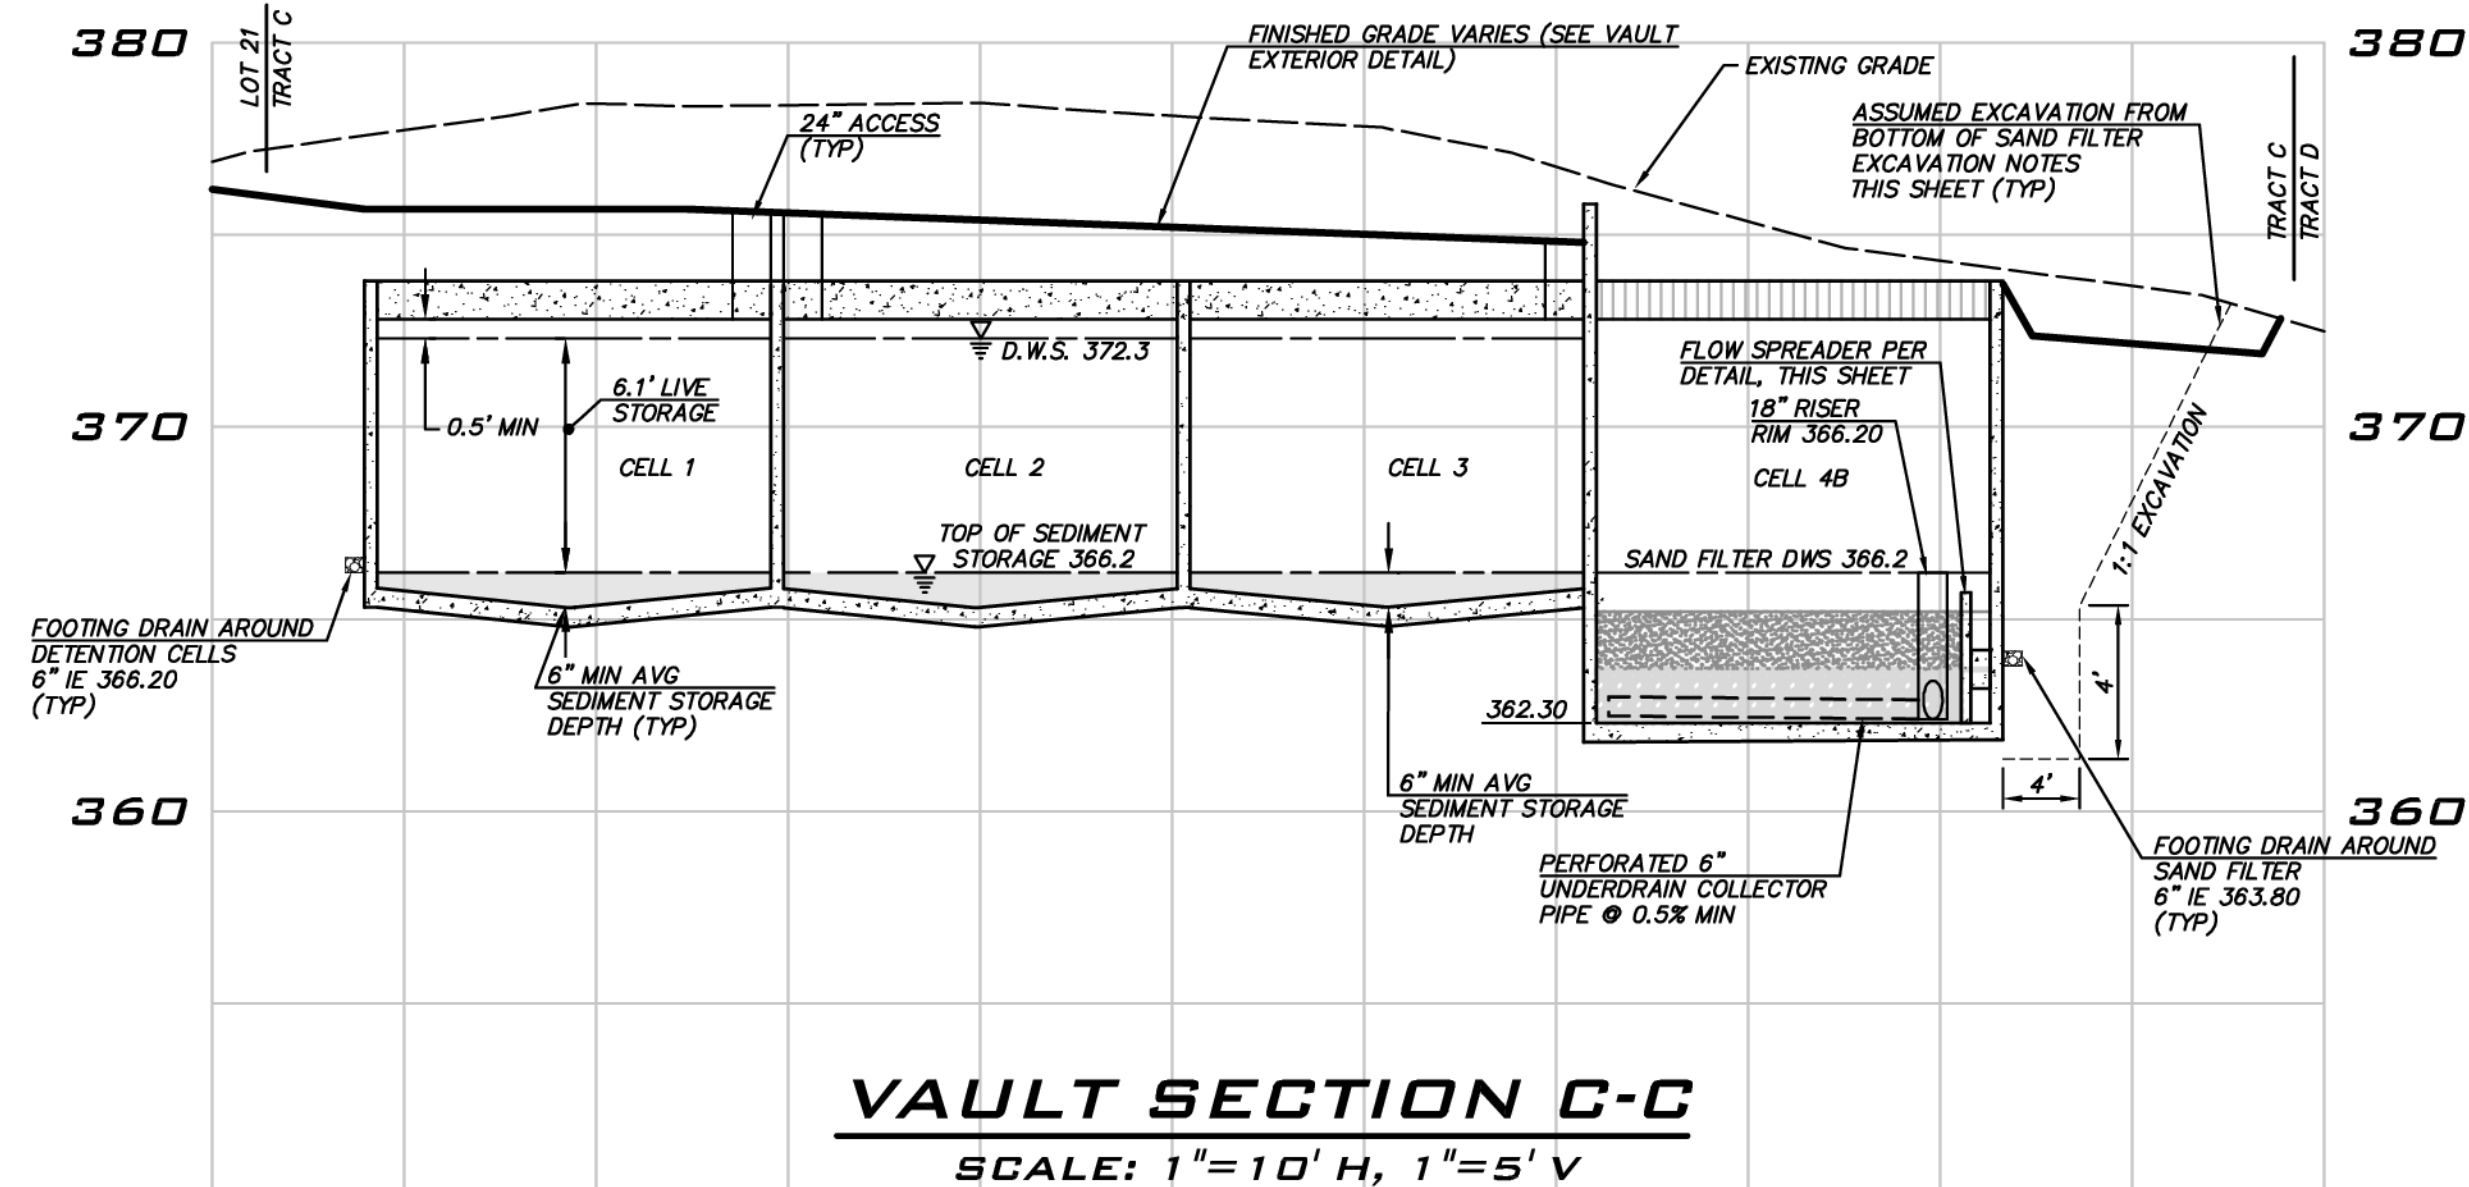 380
LOT 21
TRACT C
FINISHED GRADE VARIES (SEE VAULT
EXTERIOR DETAIL)
EXISTING GRADE
380
ASSUMED EXCAVATION FROM
BOTTOM OF SAND FILTER
EXCAVATION NOTES
THIS SHEET (TYP)
TRACT C
TRACT D
24" ACCESS
(TYP)
D.W.S. 372.3
FLOW SPREADER PER
DETAIL, THIS SHEET
6.1' LIVE
STORAGE
18" RISER
RIM 366.20
370
0.5' MIN
370
CELL 1
CELL 2
CELL 3
CELL 4B
1:1 EXCAVATION
TOP OF SEDIMENT
STORAGE 366.2
SAND FILTER DWS 366.2
FOOTING DRAIN AROUND
DETENTION CELLS
6" IE 366.20
(TYP)
6" MIN AVG
SEDIMENT STORAGE
DEPTH (TYP)
362.30
4'
4'
6" MIN AVG
SEDIMENT STORAGE
DEPTH
360
360
PERFORATED 6"
UNDERDRAIN COLLECTOR
PIPE @ 0.5% MIN
FOOTING DRAIN AROUND
SAND FILTER
6" IE 363.80
(TYP)
VAULT SECTION C-C
SCALE: 1"=10' H, 1"=5' V